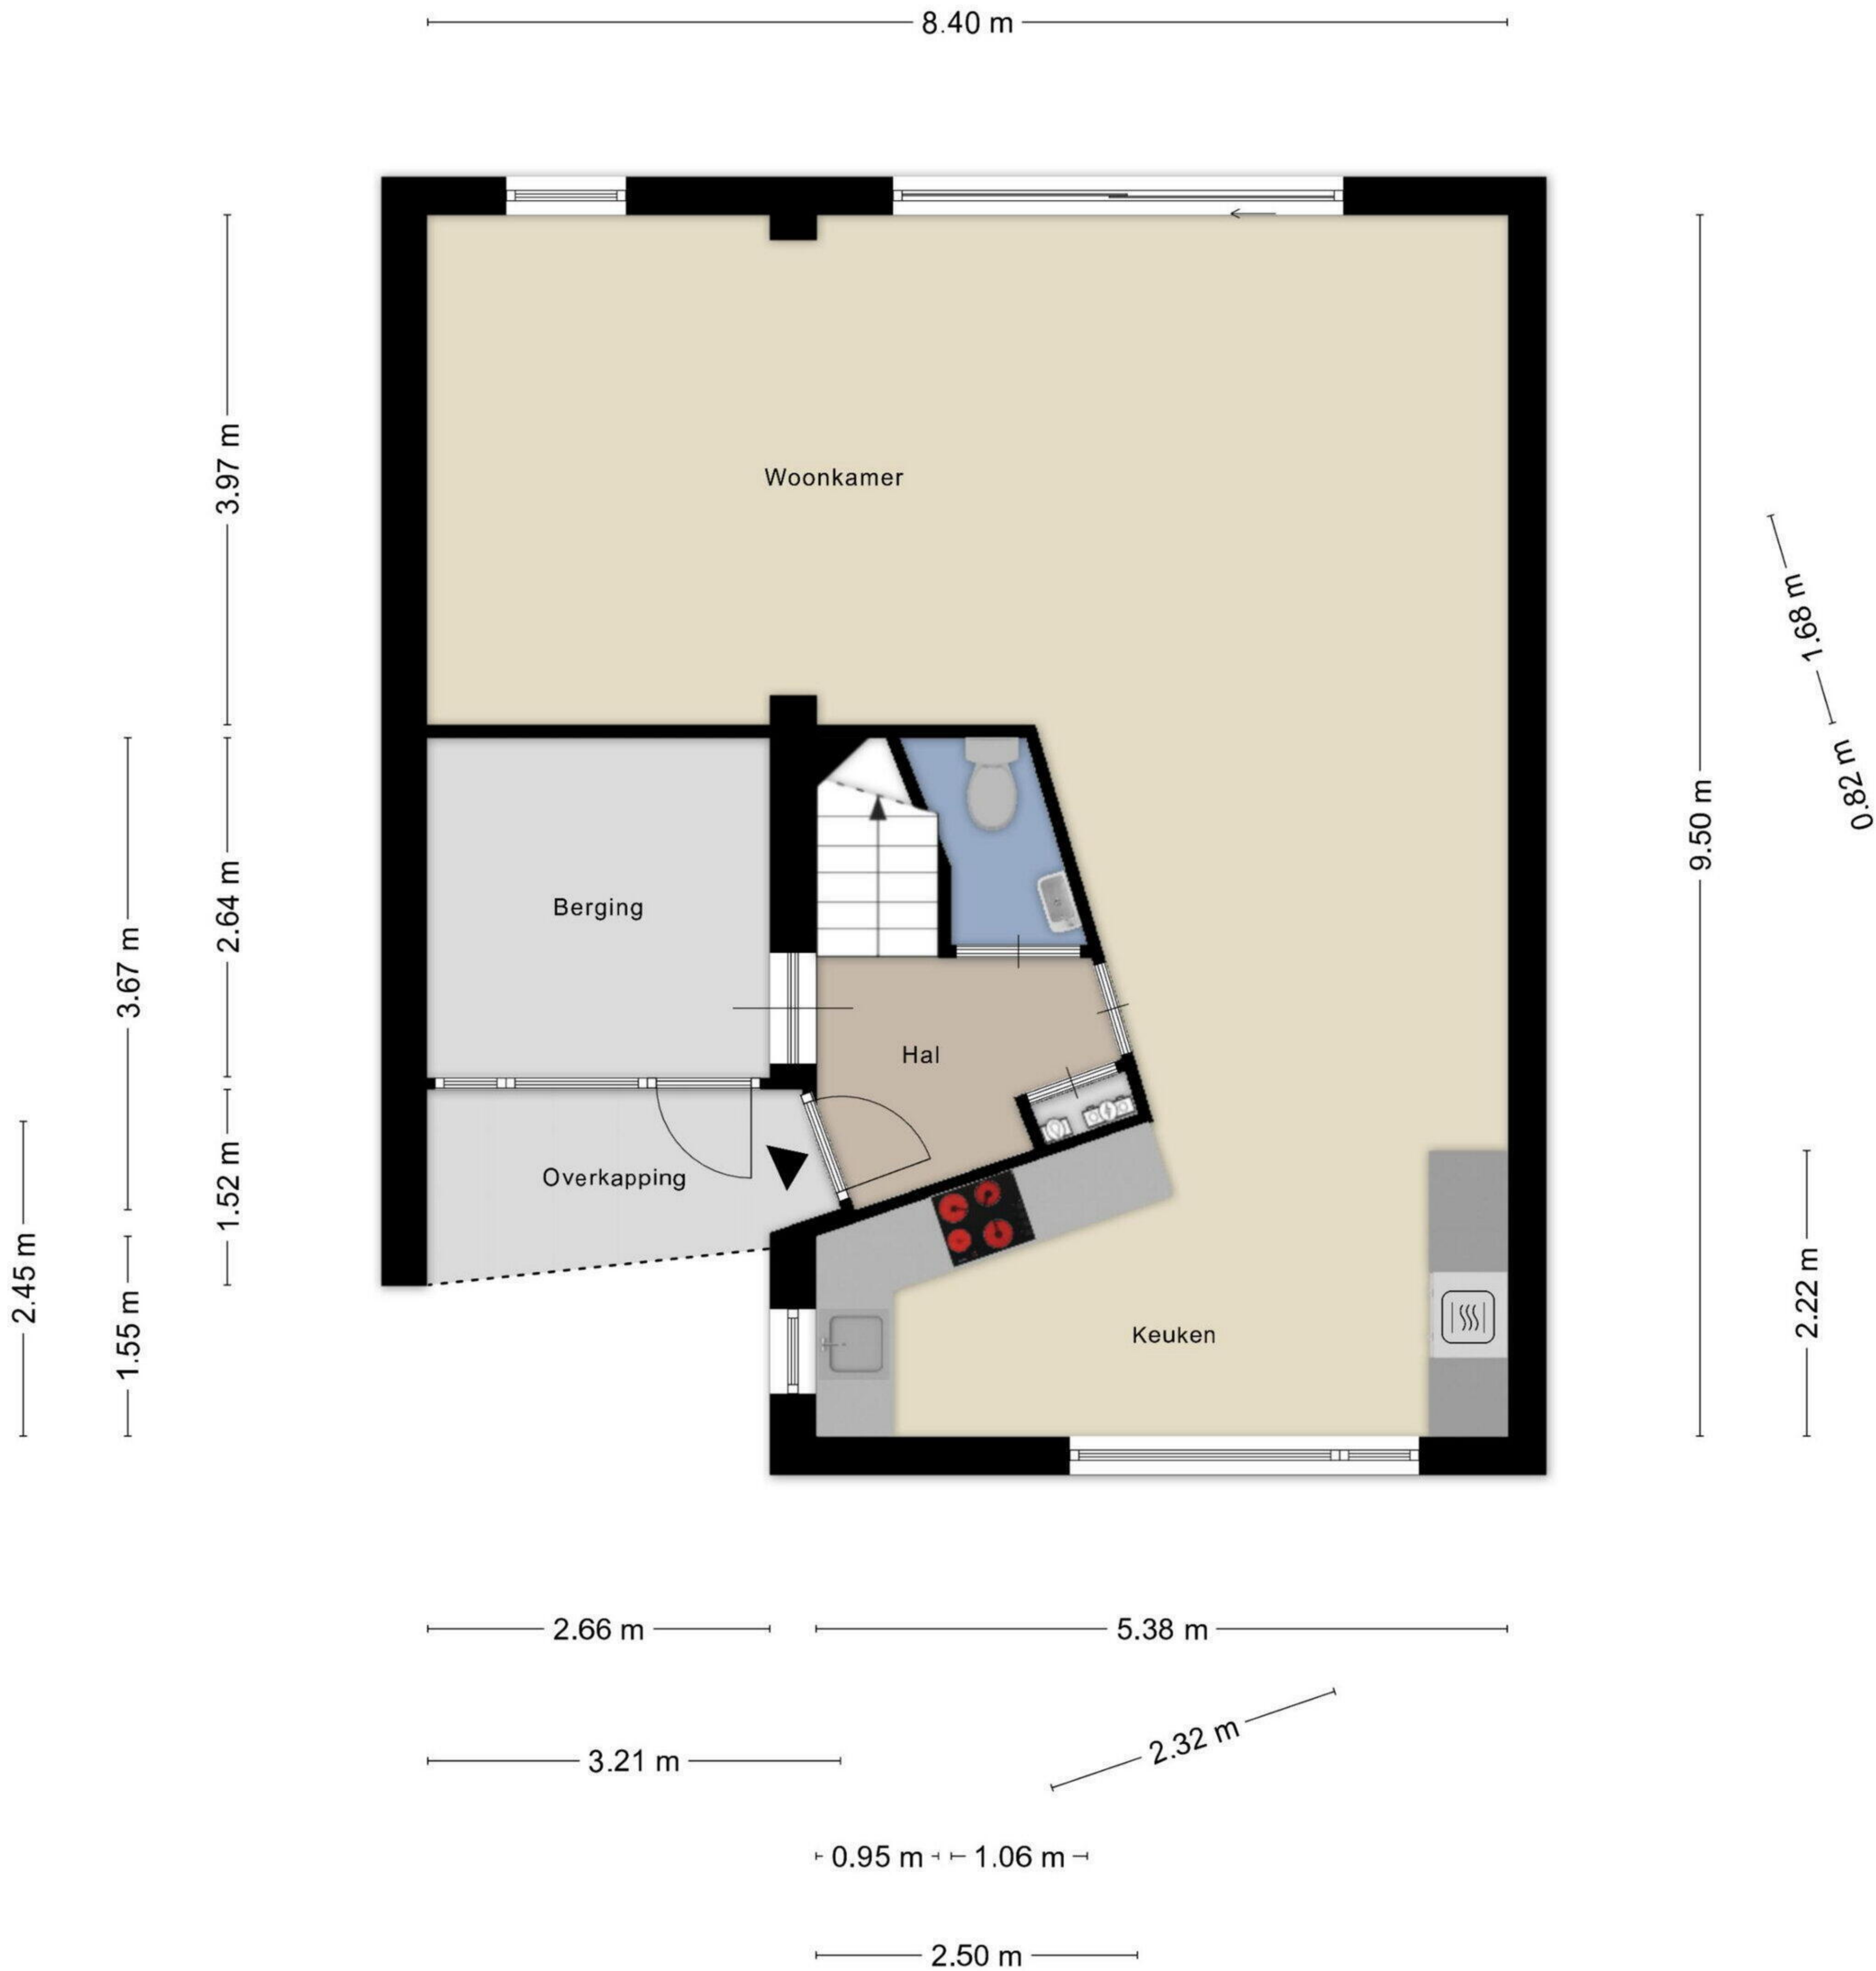 8.40 m
Woonkamer
3.97 m
1.68 m
0.82 m
9.50 m
Berging
2.64 m
3.67 m
Hal
Overkapping
1.52 m
2.45 m
1.55 m
Keuken
2.22 m
2.66 m
5.38 m
2.32 m
3.21 m
0.95 m
1.06 m
2.50 m